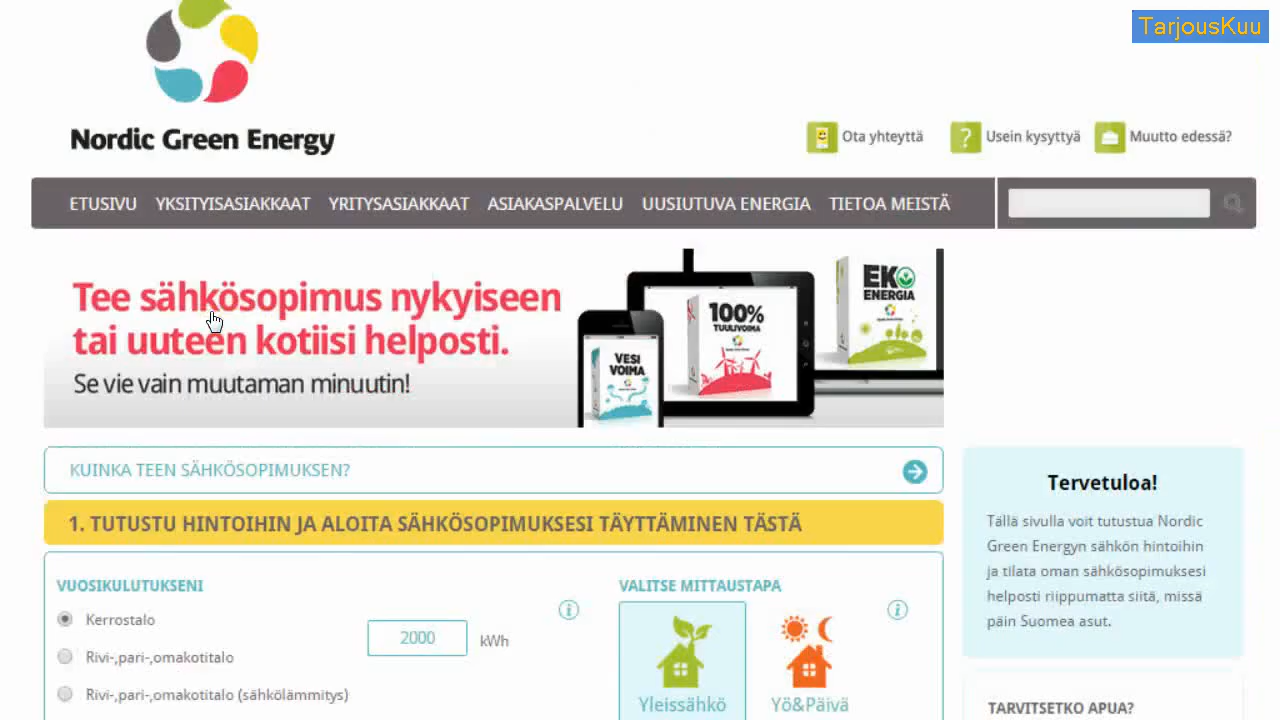 TarjousKuu
Nordic Green Energy
Ota yhteyttä
Usein kysyttyä
Muutto edessä?
ETUSIVU YKSITYISASIAKKAAT YRITYSASIAKKAAT ASIAKASPALVELU UUSIUTUVA ENERGIA TIETOA MEISTÄ
Tee sähkösopimus nykyiseen
tai uuteen kotiisi helposti.
Se vie vain muutaman minuutin!
VESI
VOIMA
100%
TUULIVOIMA
EKO
ENERGIA
KUINKA TEEN SÄHKÖSOPIMUKSEN?
1. TUTUSTU HINTOIHIN JA ALOITA SÄHKÖSOPIMUKSESI TÄYTTÄMINEN TÄSTÄ
VUOSIKULUTUKSENI
Kerrostalo
Rivi-,pari-,omakotitalo
Rivi-,pari-,omakotitalo (sähkölämmitys)
2000 kWh
VALITSE MITTAUSTAPA
Yleissähkö
Yö&Päivä
Tervetuloa!
Tällä sivulla voit tutustua Nordic
Green Energyn sähkön hintoihin
ja tilata oman sähkösopimuksesi
helposti riippumatta siitä, missä
päin Suomea asut.
TARVITSETKO APUA?